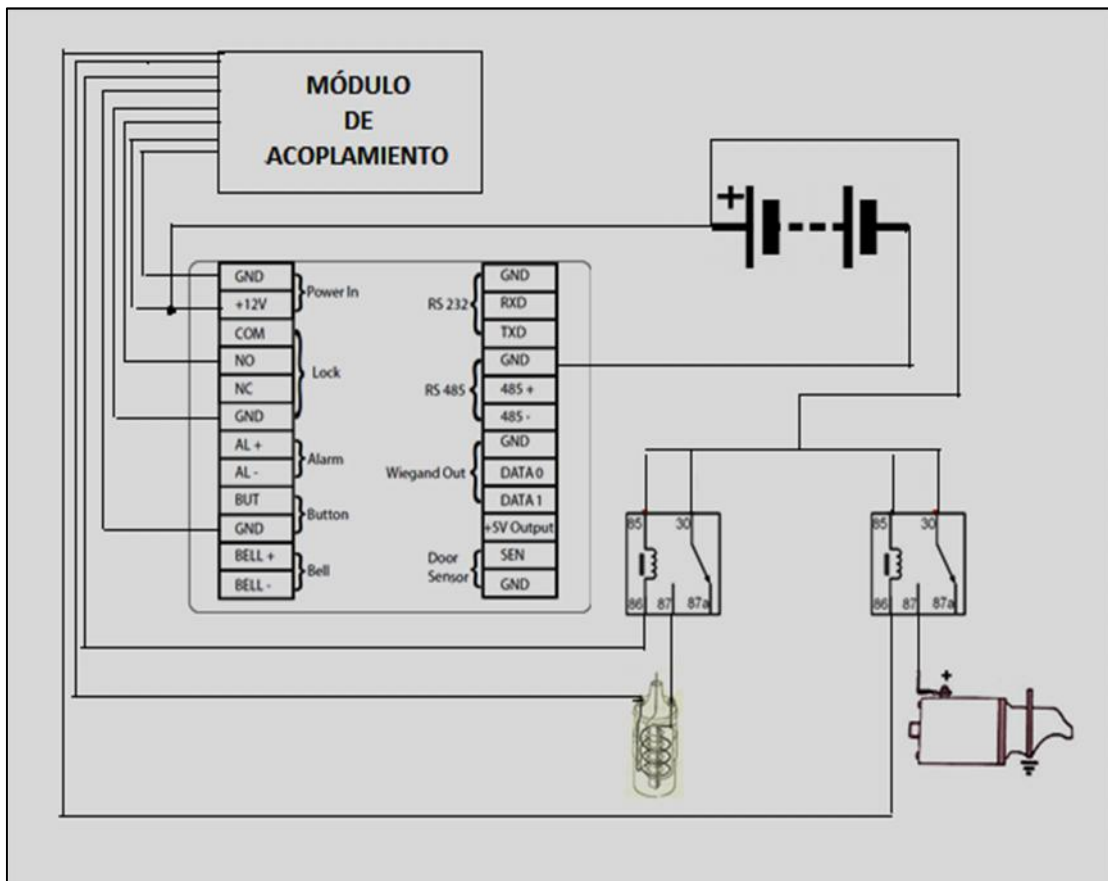 MÓDULO
DE
ACOPLAMIENTO
+
GND
+12V
Power In
COM
NO
NC
GND
Lock
AL +
AL -
Alarm
BUT
GND
Button
BELL +
BELL -
Bell
RS 232
GND
RXD
TXD
RS 485
GND
485 +
485 -
Wiegand Out
GND
DATA 0
DATA 1
+5V Output
Door
Sensor
SEN
GND
85 30
86 87 87a
85 30
86 87 87a
+